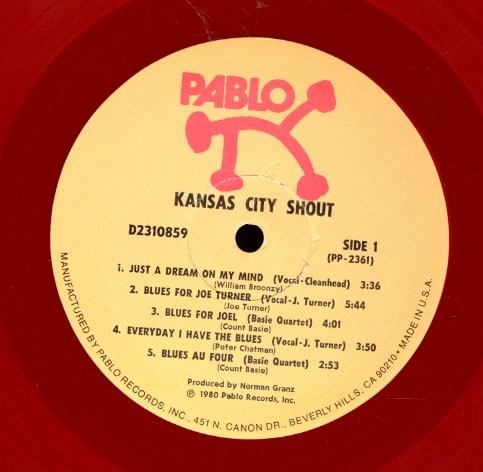 PABLO
KANSAS CITY SHOUT
D2310859
SIDE 1
(PP-2361)
1. JUST A DREAM ON MY MIND (Vocal-Cleanhead) 3:36
(William Broonzy)
2. BLUES FOR JOE TURNER (Vocal-J. Turner) 5:44
(Joe Turner)
3. BLUES FOR JOEL (Basie Quartet) 4:01
(Count Basie)
4. EVERYDAY I HAVE THE BLUES (Vocal-J. Turner) 3:50
(Peter Chatman)
5. BLUES AU FOUR (Basie Quartet) 2:53
(Count Basie)
Produced by Norman Granz
℗ 1980 Pablo Records, Inc.
MANUFACTURED BY PABLO RECORDS, INC., 451 N. CANON DR., BEVERLY HILLS, CA 90210 • MADE IN U.S.A.